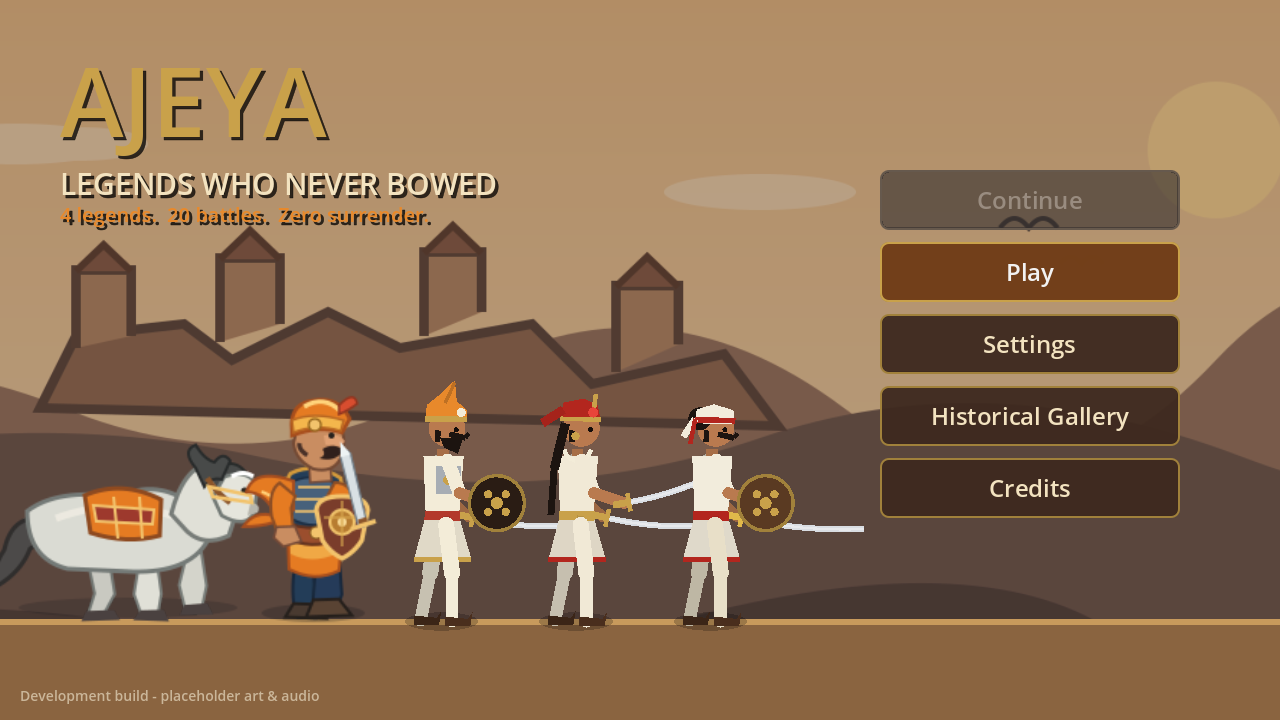 AJEYA
LEGENDS WHO NEVER BOWED
4 legends. 20 battles. Zero surrender.
Continue
Play
Settings
Historical Gallery
Credits
Development build - placeholder art & audio